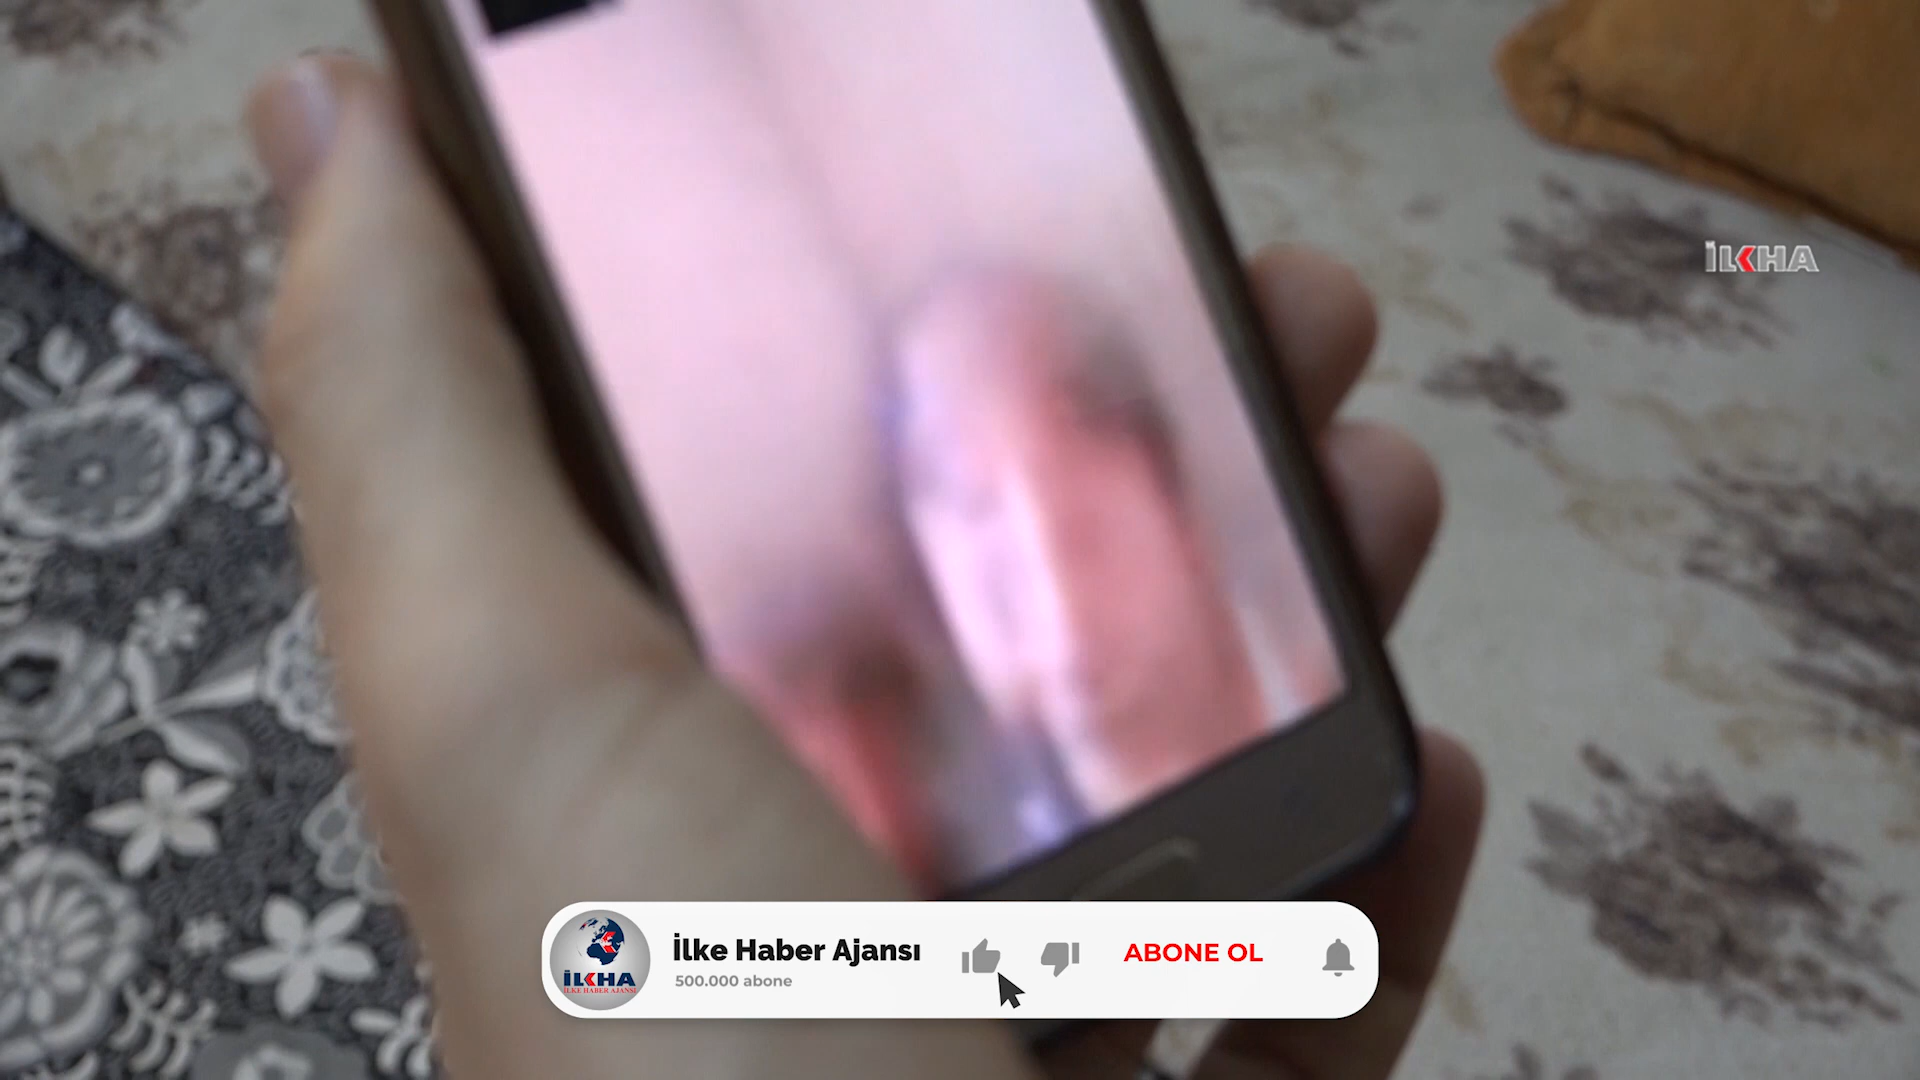 İLKHA
İlke Haber Ajansı
500.000 abone
ABONE OL
İLKHA
İLKE HABER AJANSI